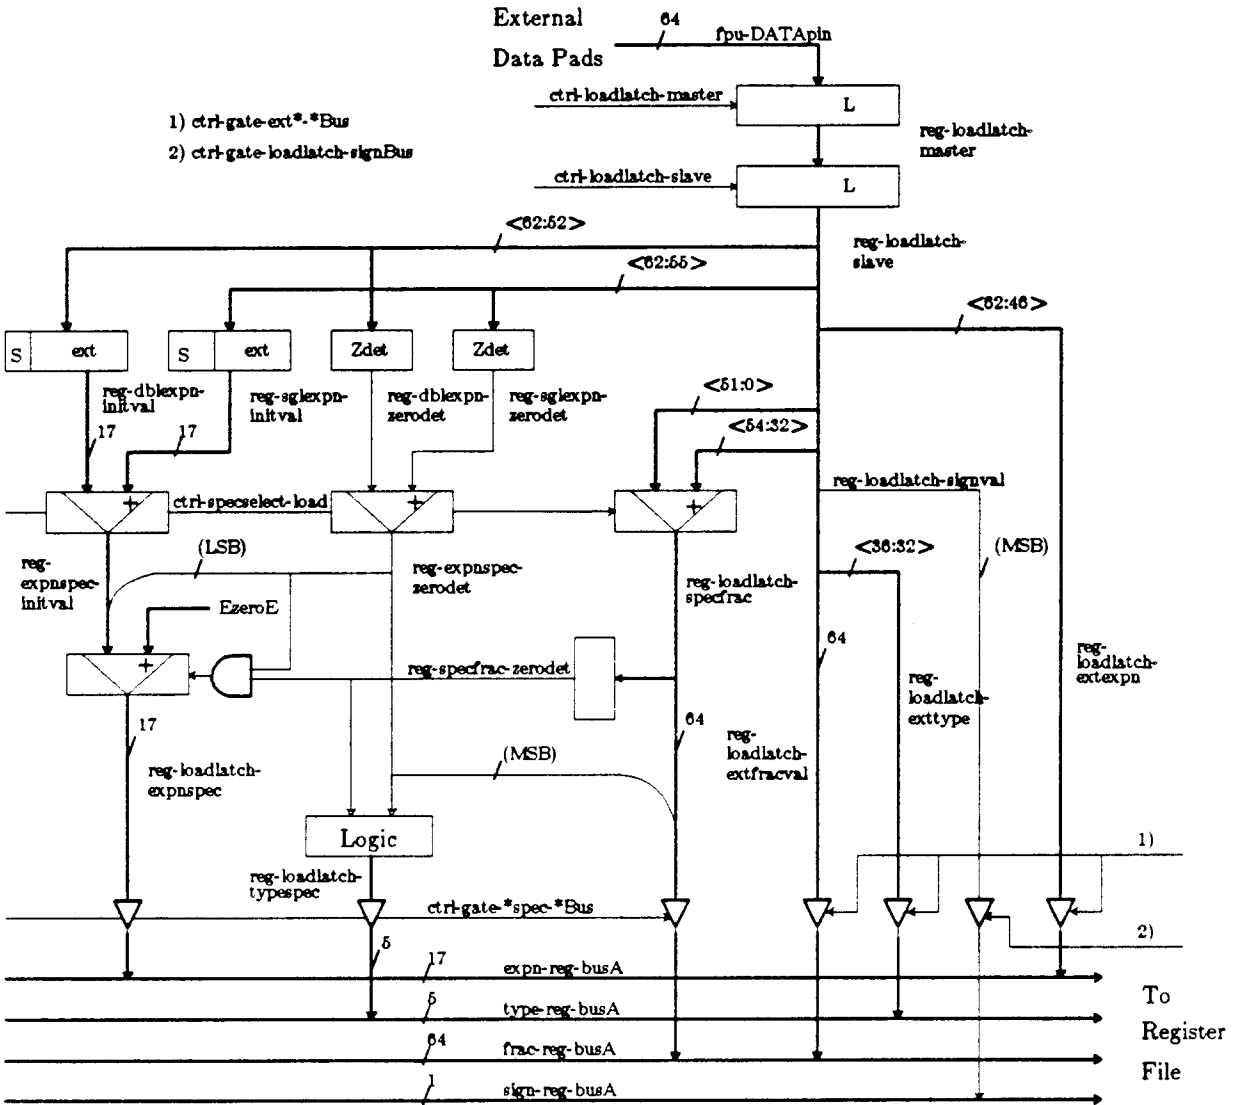 External
Data Pads
64
fpu-DATApin
ctrl-loadlatch-master
L
reg-loadlatch-
master
1) ctrl-gate-ext*-*Bus
2) ctrl-gate-loadlatch-signBus
ctrl-loadlatch-slave
L
reg-loadlatch-
slave
<62:52>
<62:55>
<62:46>
S
ext
S
ext
Zdet
Zdet
reg-dblexpn-
initval
reg-sglexpn-
initval
reg-dblexpn-
zerodet
reg-sglexpn-
zerodet
<51:0>
<54:32>
17
17
+
ctrl-specselect-load
+
+
reg-loadlatch-signval
(LSB)
<36:32>
(MSB)
reg-
expnspec-
initval
reg-expnspec-
zerodet
reg-loadlatch-
specfrac
EzeroE
64
+
reg-specfrac-zerodet
reg-
loadlatch-
extexpn
reg-
loadlatch-
exttype
17
64
reg-
loadlatch-
extfracval
reg-loadlatch-
expnspec
(MSB)
Logic
1)
reg-loadlatch-
typespec
ctrl-gate-*spec-*Bus
2)
5
17
expn-reg-busA
5
type-reg-busA
64
frac-reg-busA
1
sign-reg-busA
To
Register
File